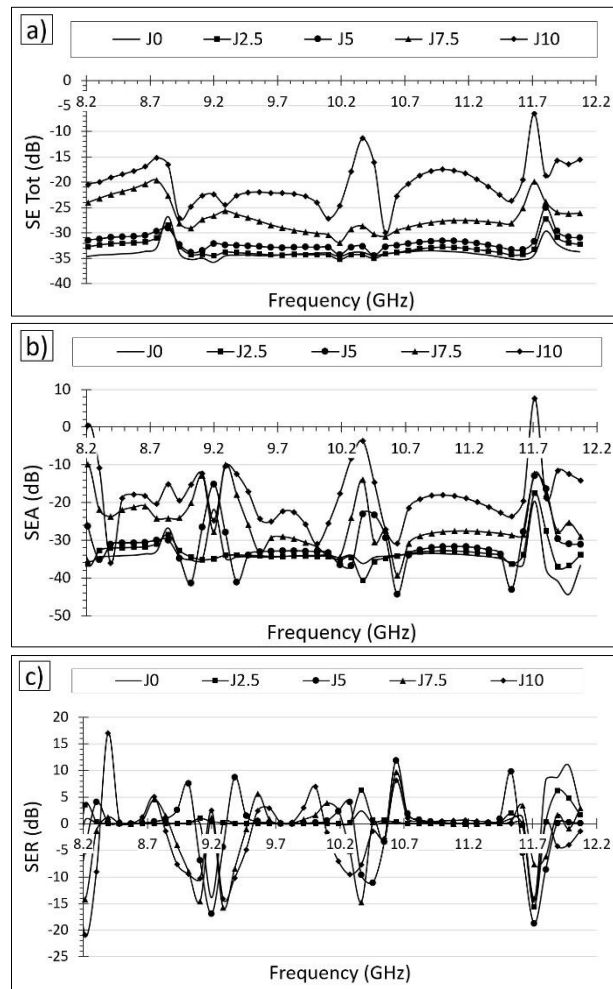 a)
J0 J2.5 J5 J7.5 J10
SE Tot (dB)
0
-5
-10
-15
-20
-25
-30
-35
-40
8.2 8.7 9.2 9.7 10.2 10.7 11.2 11.7 12.2
Frequency (GHz)
b)
J0 J2.5 J5 J7.5 J10
SEA (dB)
10
0
-10
-20
-30
-40
-50
8.2 8.7 9.2 9.7 10.2 10.7 11.2 11.7 12.2
Frequency (GHz)
c)
J0 J2.5 J5 J7.5 J10
SER (dB)
20
15
10
5
0
-5
-10
-15
-20
-25
8.2 8.7 9.2 9.7 10.2 10.7 11.2 11.7 12.2
Frequency (GHz)